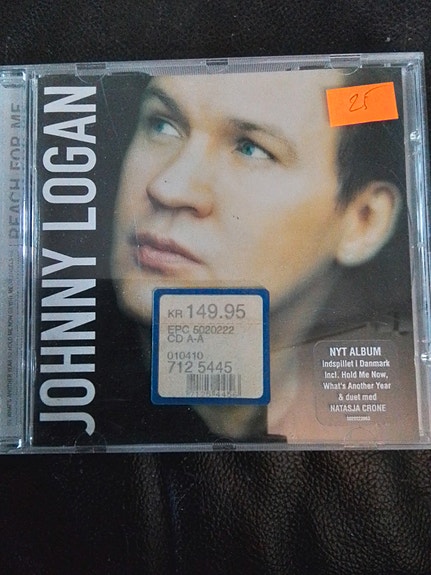 JOHNNY LOGAN
REACH FOR ME
25
KR 149.95
EPC 5020222
CD A-A
010410
712 5445
NYT ALBUM
Indspillet i Danmark
incl. Hold Me Now,
What's Another Year
& duet med
NATASJA CRONE